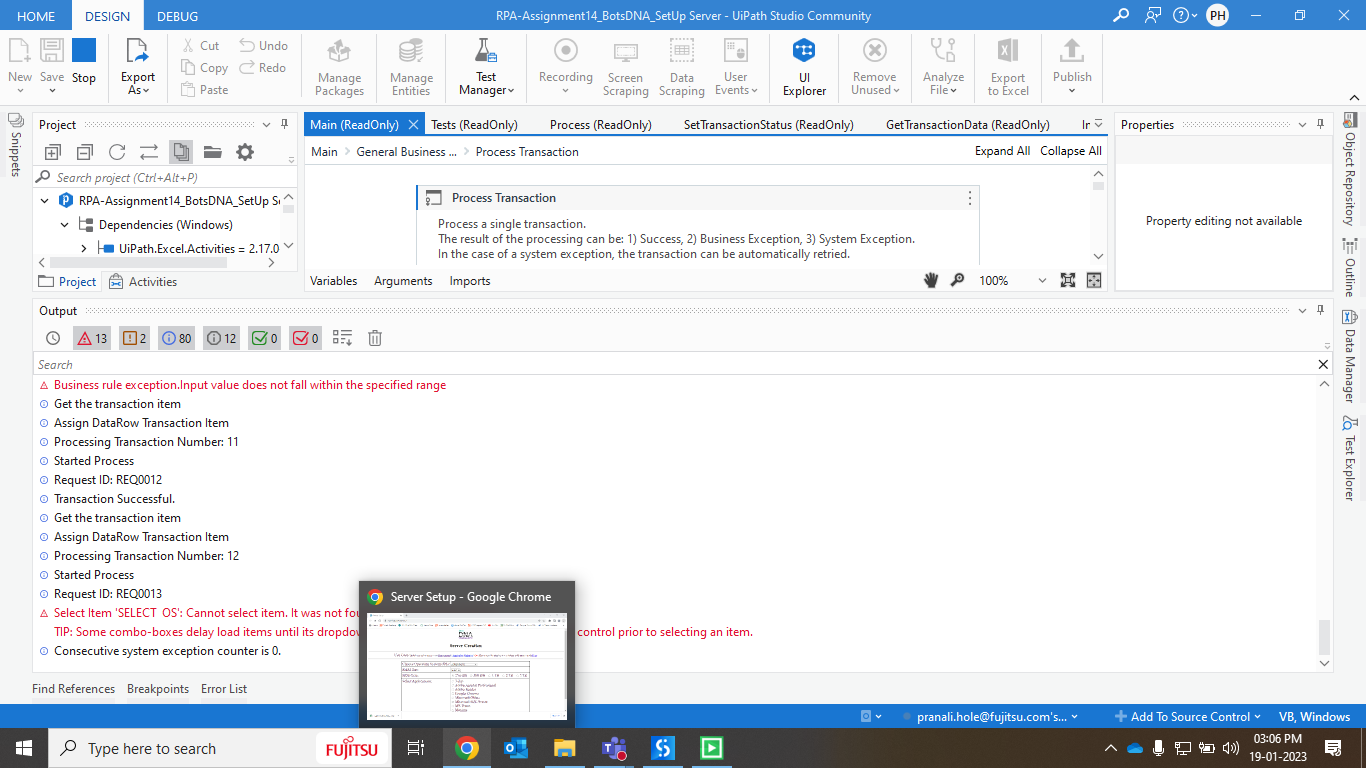 HOME DESIGN DEBUG RPA-Assignment14_BotsDNA_SetUp Server - UiPath Studio Community PH
New Save Stop Export As Cut Copy Paste Undo Redo Manage Packages Manage Entities Test Manager Recording Screen Scraping Data Scraping User Events UI Explorer Remove Unused Analyze File Export to Excel Publish
Snippets
Project
Search project (Ctrl+Alt+P)
RPA-Assignment14_BotsDNA_SetUp Se
Dependencies (Windows)
UiPath.Excel.Activities = 2.17.0
Project Activities
Main (ReadOnly) Tests (ReadOnly) Process (ReadOnly) SetTransactionStatus (ReadOnly) GetTransactionData (ReadOnly) In
Main General Business ... Process Transaction Expand All Collapse All
Process Transaction
Process a single transaction.
The result of the processing can be: 1) Success, 2) Business Exception, 3) System Exception.
In the case of a system exception, the transaction can be automatically retried.
Variables Arguments Imports 100%
Properties
Property editing not available
Object Repository
Outline
Data Manager
Test Explorer
Output
13 2 80 12 0 0
Search
Business rule exception.Input value does not fall within the specified range
Get the transaction item
Assign DataRow Transaction Item
Processing Transaction Number: 11
Started Process
Request ID: REQ0012
Transaction Successful.
Get the transaction item
Assign DataRow Transaction Item
Processing Transaction Number: 12
Started Process
Request ID: REQ0013
Select Item 'SELECT OS': Cannot select item. It was not fou
TIP: Some combo-boxes delay load items until its dropdow control prior to selecting an item.
Consecutive system exception counter is 0.
Server Setup - Google Chrome
Server Creation
Find References Breakpoints Error List
pranali.hole@fujitsu.com's... Add To Source Control VB, Windows
Type here to search FUJITSU
03:06 PM
19-01-2023